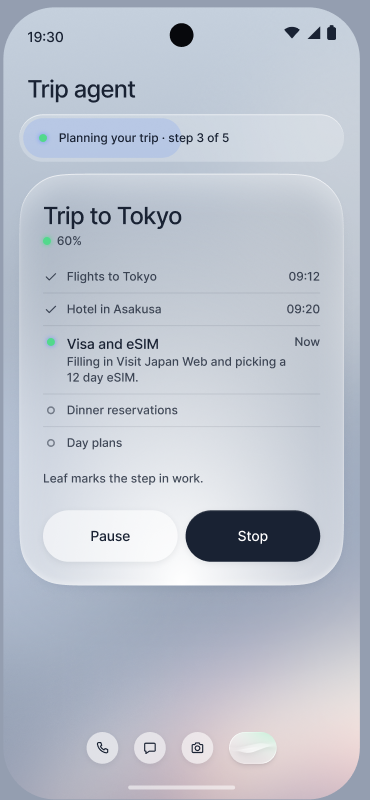 19:30
Trip agent
Planning your trip · step 3 of 5
Trip to Tokyo
60%
Flights to Tokyo 09:12
Hotel in Asakusa 09:20
Visa and eSIM Now
Filling in Visit Japan Web and picking a
12 day eSIM.
Dinner reservations
Day plans
Leaf marks the step in work.
Pause Stop